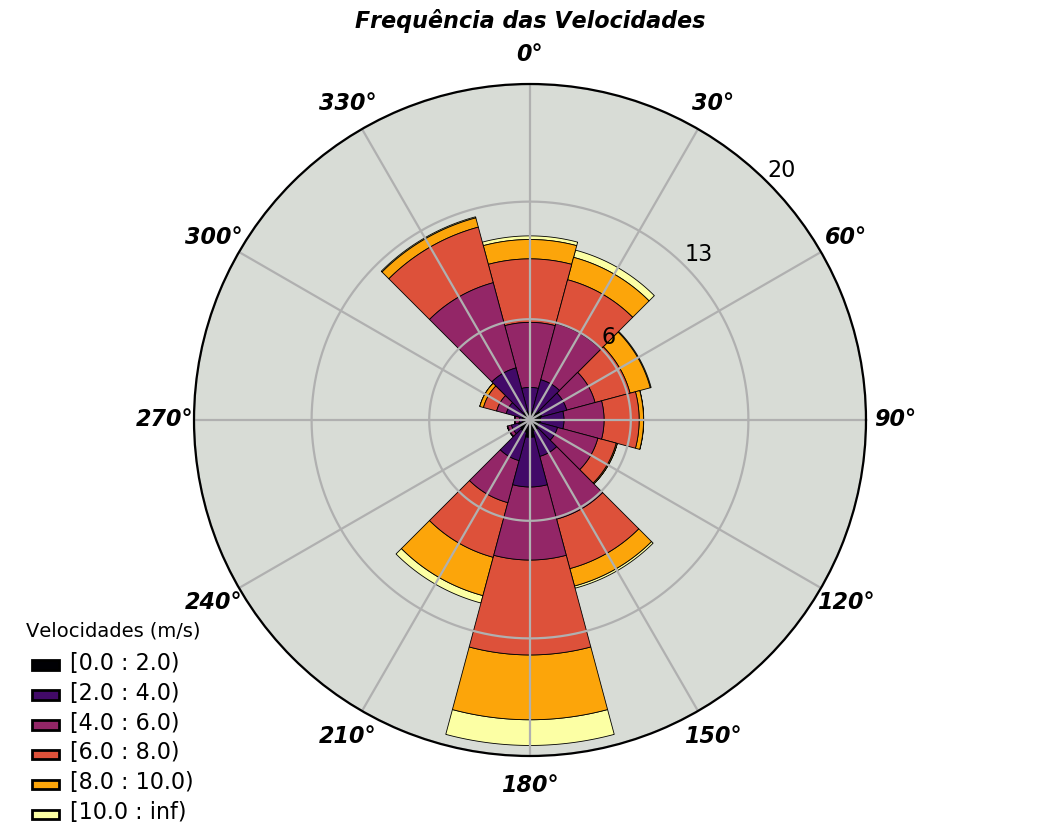 Frequência das Velocidades
0°
330°
30°
20
300°
60°
13
6
270°
90°
240°
120°
210°
150°
180°
Velocidades (m/s)
[0.0 : 2.0)
[2.0 : 4.0)
[4.0 : 6.0)
[6.0 : 8.0)
[8.0 : 10.0)
[10.0 : inf)